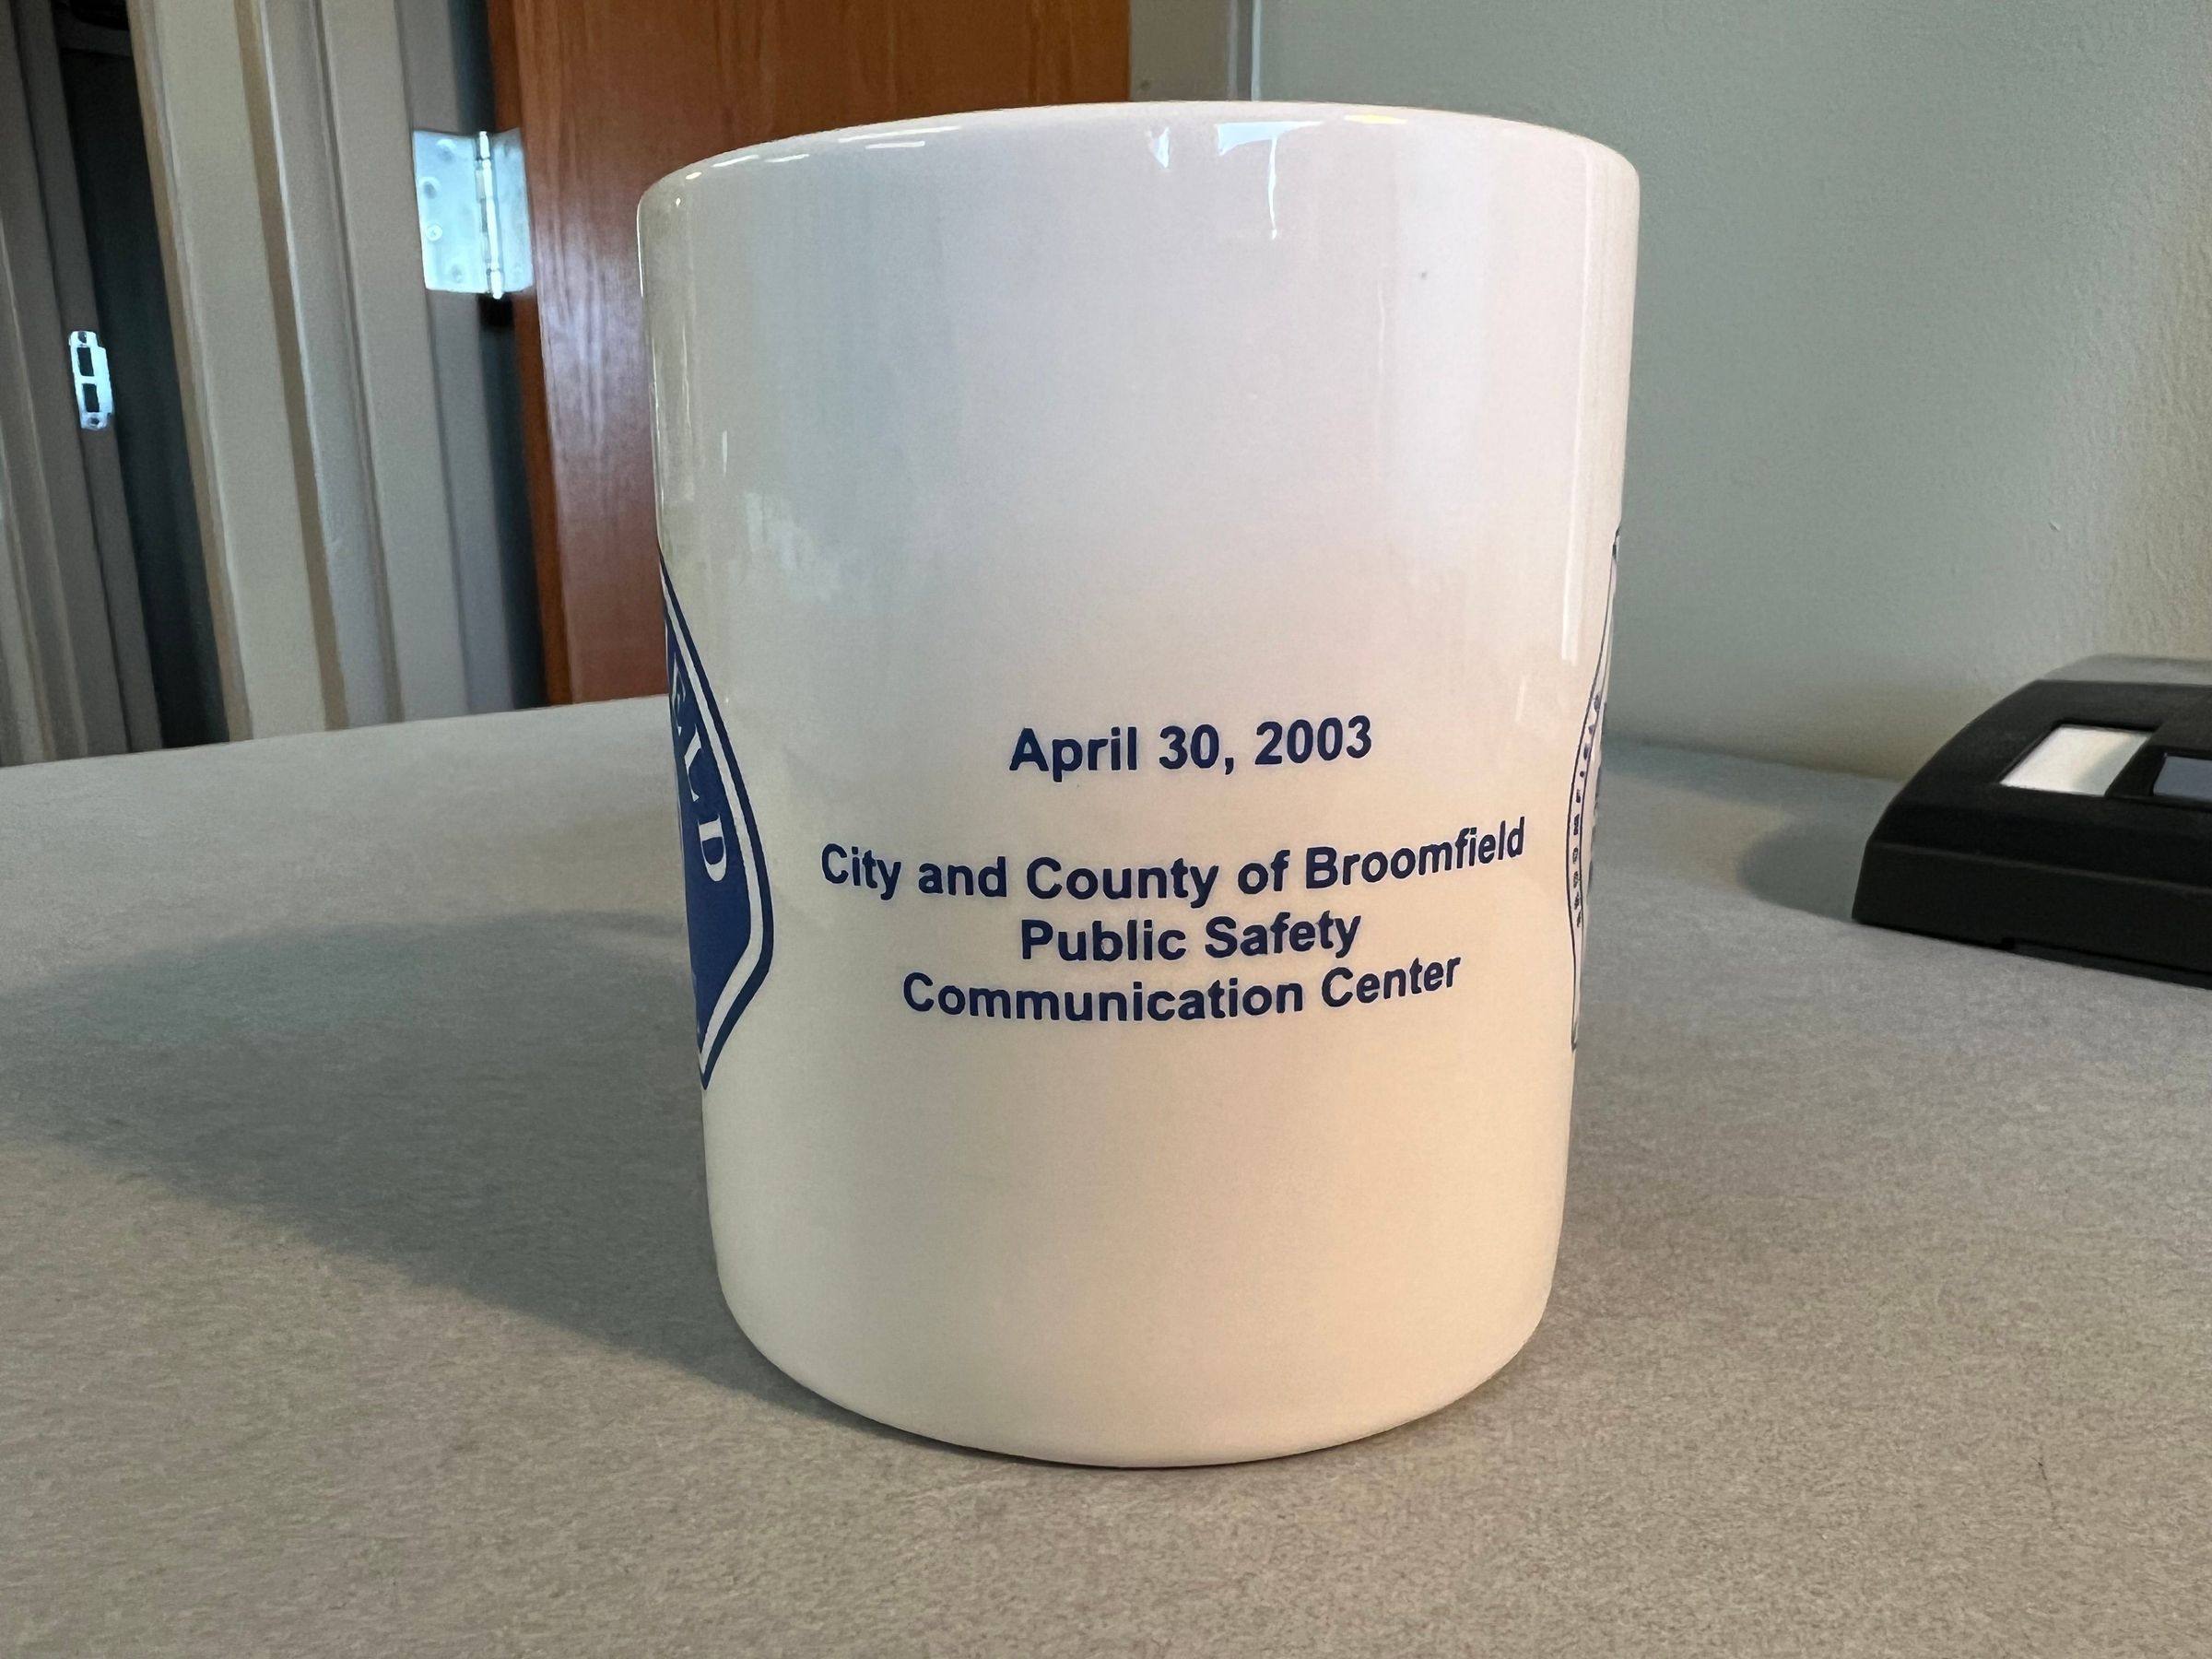 April 30, 2003
City and County of Broomfield
Public Safety
Communication Center